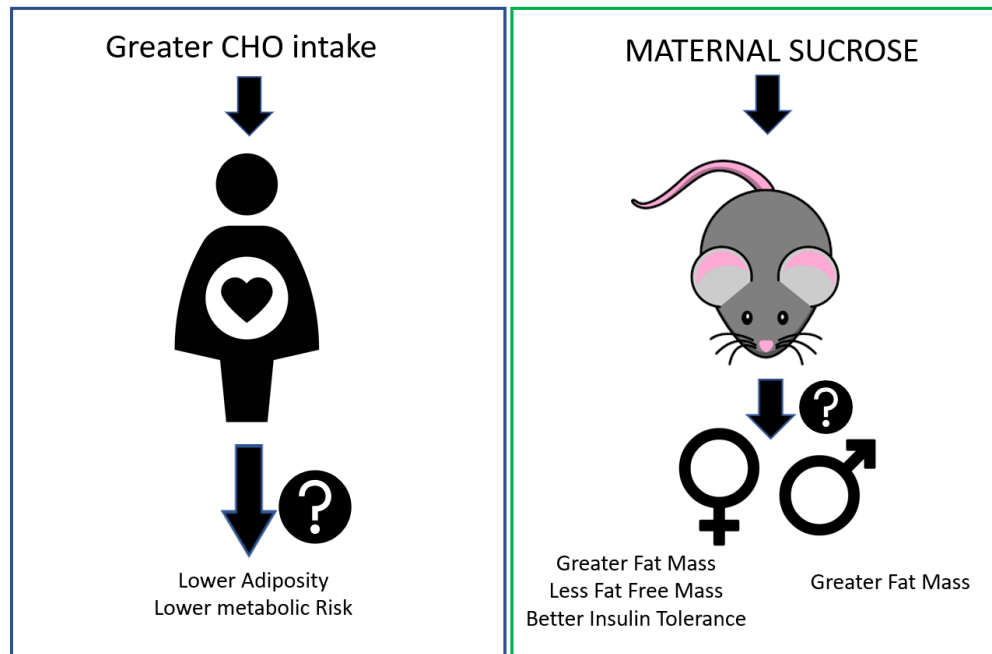 Greater CHO intake
?
Lower Adiposity
Lower metabolic Risk
MATERNAL SUCROSE
?
Greater Fat Mass
Less Fat Free Mass
Better Insulin Tolerance
Greater Fat Mass